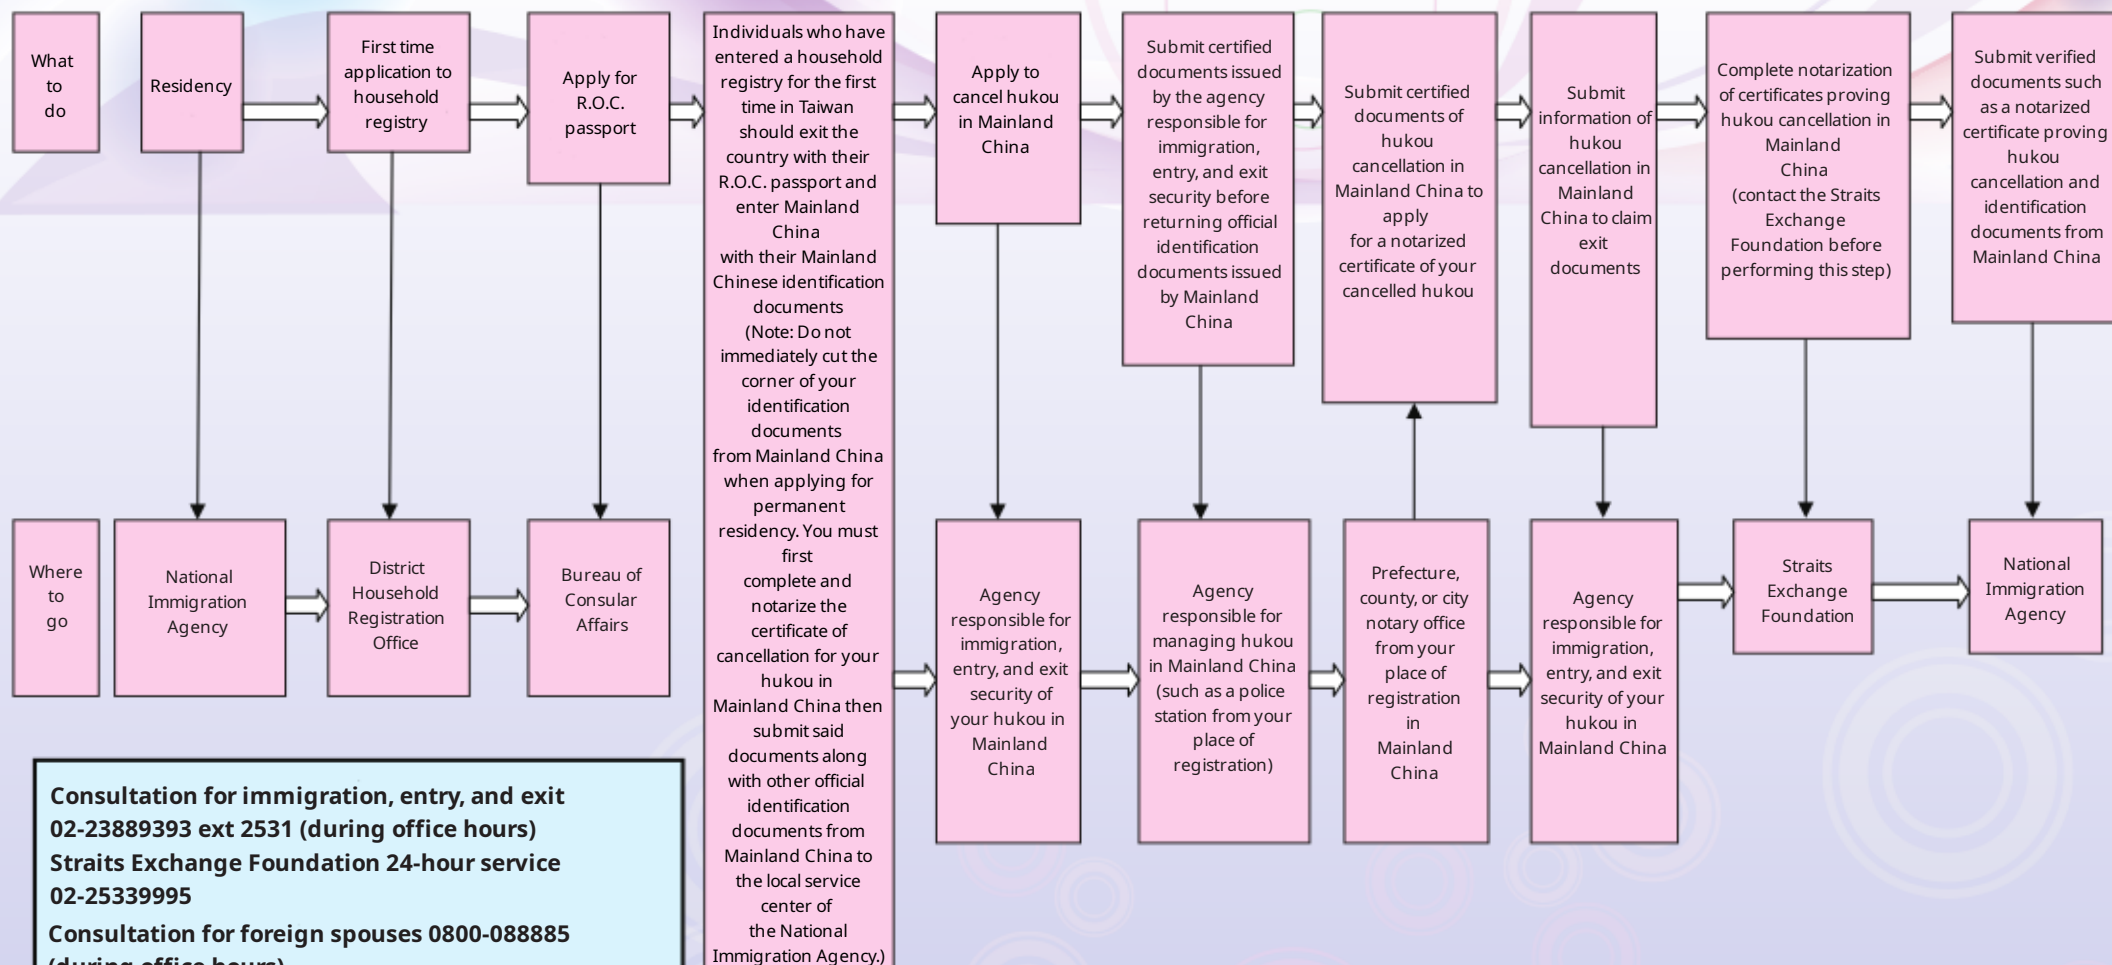 What
to
do
Residency
First time
application to
household
registry
Apply for
R.O.C.
passport
Individuals who have
entered a household
registry for the first
time in Taiwan
should exit the
country with their
R.O.C. passport and
enter Mainland
China
with their Mainland
Chinese identification
documents
(Note: Do not
immediately cut the
corner of your
identification
documents
from Mainland China
when applying for
permanent
residency. You must
first
complete and
notarize the
certificate of
cancellation for your
hukou in
Mainland China then
submit said
documents along
with other official
identification
documents from
Mainland China to
the local service
center of
the National
Immigration Agency.)
Apply to
cancel hukou
in Mainland
China
Submit certified
documents issued
by the agency
responsible for
immigration,
entry, and exit
security before
returning official
identification
documents issued
by Mainland
China
Submit certified
documents of
hukou
cancellation in
Mainland China to
apply
for a notarized
certificate of your
cancelled hukou
Submit
information of
hukou
cancellation in
Mainland
China to claim
exit
documents
Complete notarization
of certificates proving
hukou cancellation in
Mainland
China
(contact the Straits
Exchange
Foundation before
performing this step)
Submit verified
documents such
as a notarized
certificate proving
hukou
cancellation and
identification
documents from
Mainland China
Where
to
go
National
Immigration
Agency
District
Household
Registration
Office
Bureau of
Consular
Affairs
Agency
responsible for
immigration,
entry, and exit
security of
your hukou in
Mainland
China
Agency
responsible for
managing hukou
in Mainland China
(such as a police
station from your
place of
registration)
Prefecture,
county, or city
notary office
from your
place of
registration
in
Mainland
China
Agency
responsible for
immigration,
entry, and exit
security of your
hukou in
Mainland China
Straits
Exchange
Foundation
National
Immigration
Agency
Consultation for immigration, entry, and exit
02-23889393 ext 2531 (during office hours)
Straits Exchange Foundation 24-hour service
02-25339995
Consultation for foreign spouses 0800-088885
(during office hours)